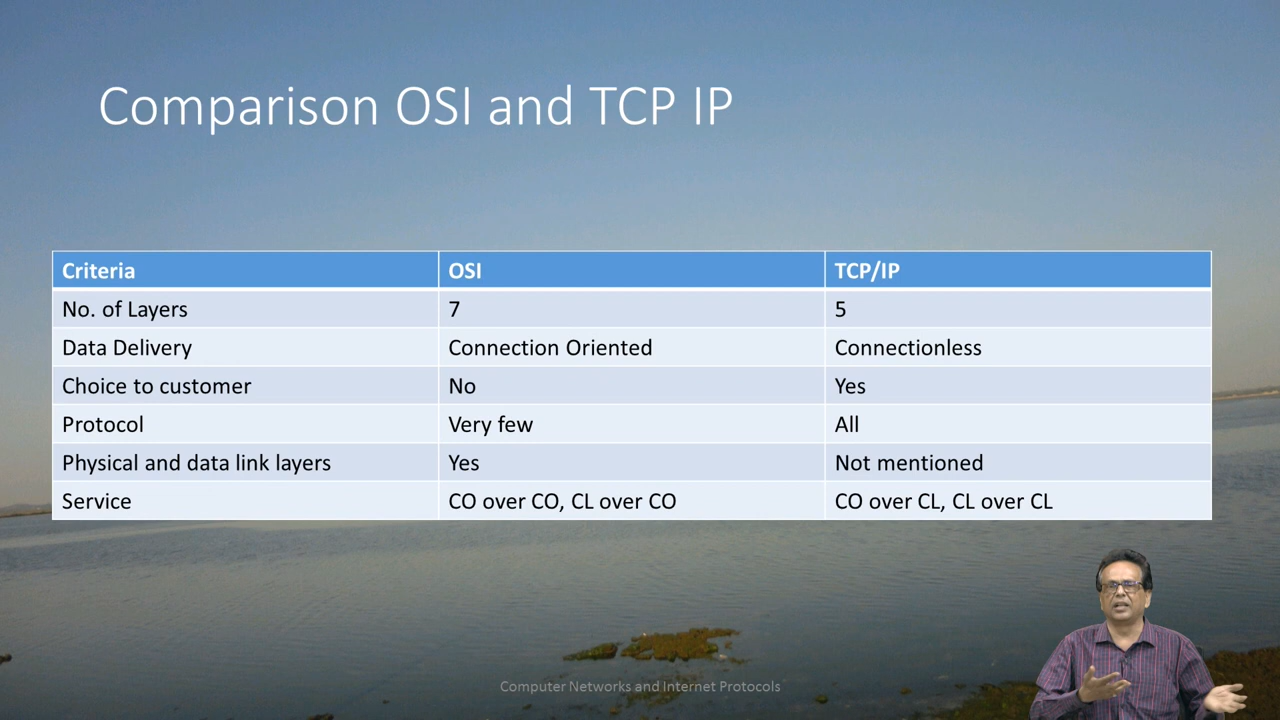 Comparison OSI and TCP IP
Criteria OSI TCP/IP
No. of Layers 7 5
Data Delivery Connection Oriented Connectionless
Choice to customer No Yes
Protocol Very few All
Physical and data link layers Yes Not mentioned
Service CO over CO, CL over CO CO over CL, CL over CL
Computer Networks and Internet Protocols